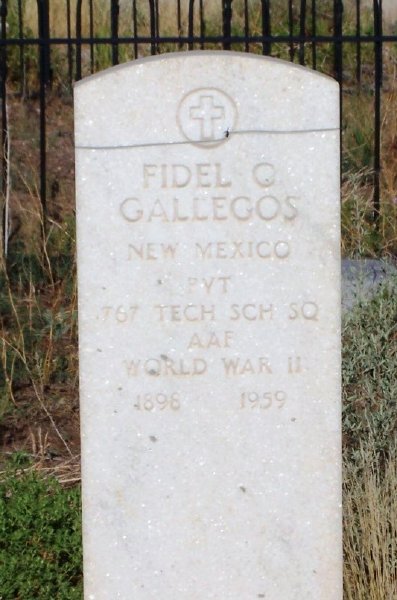 FIDEL G
GALLEGOS
NEW MEXICO
PVT
767 TECH SCH SQ
AAF
WORLD WAR II
1898 1959